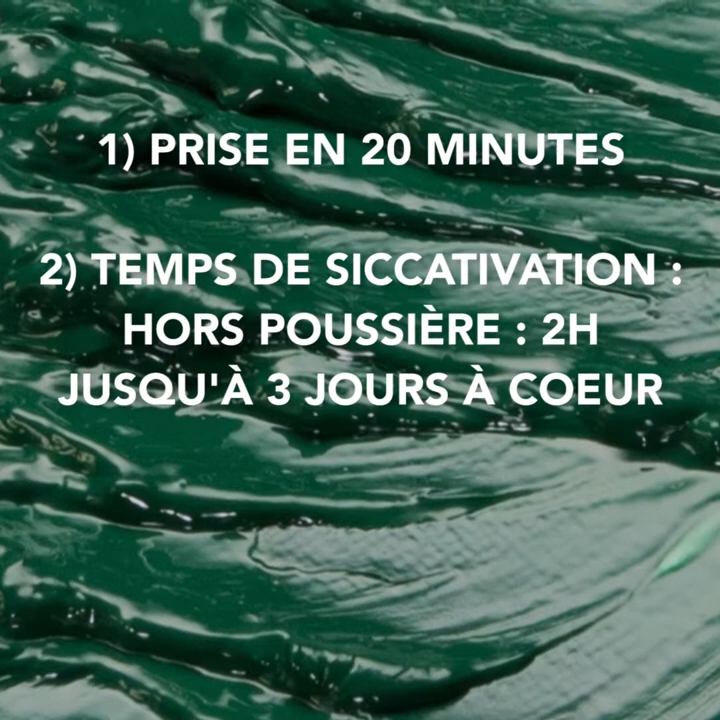 1) PRISE EN 20 MINUTES
2) TEMPS DE SICCATIVATION :
HORS POUSSIÈRE : 2H
JUSQU'À 3 JOURS À COEUR